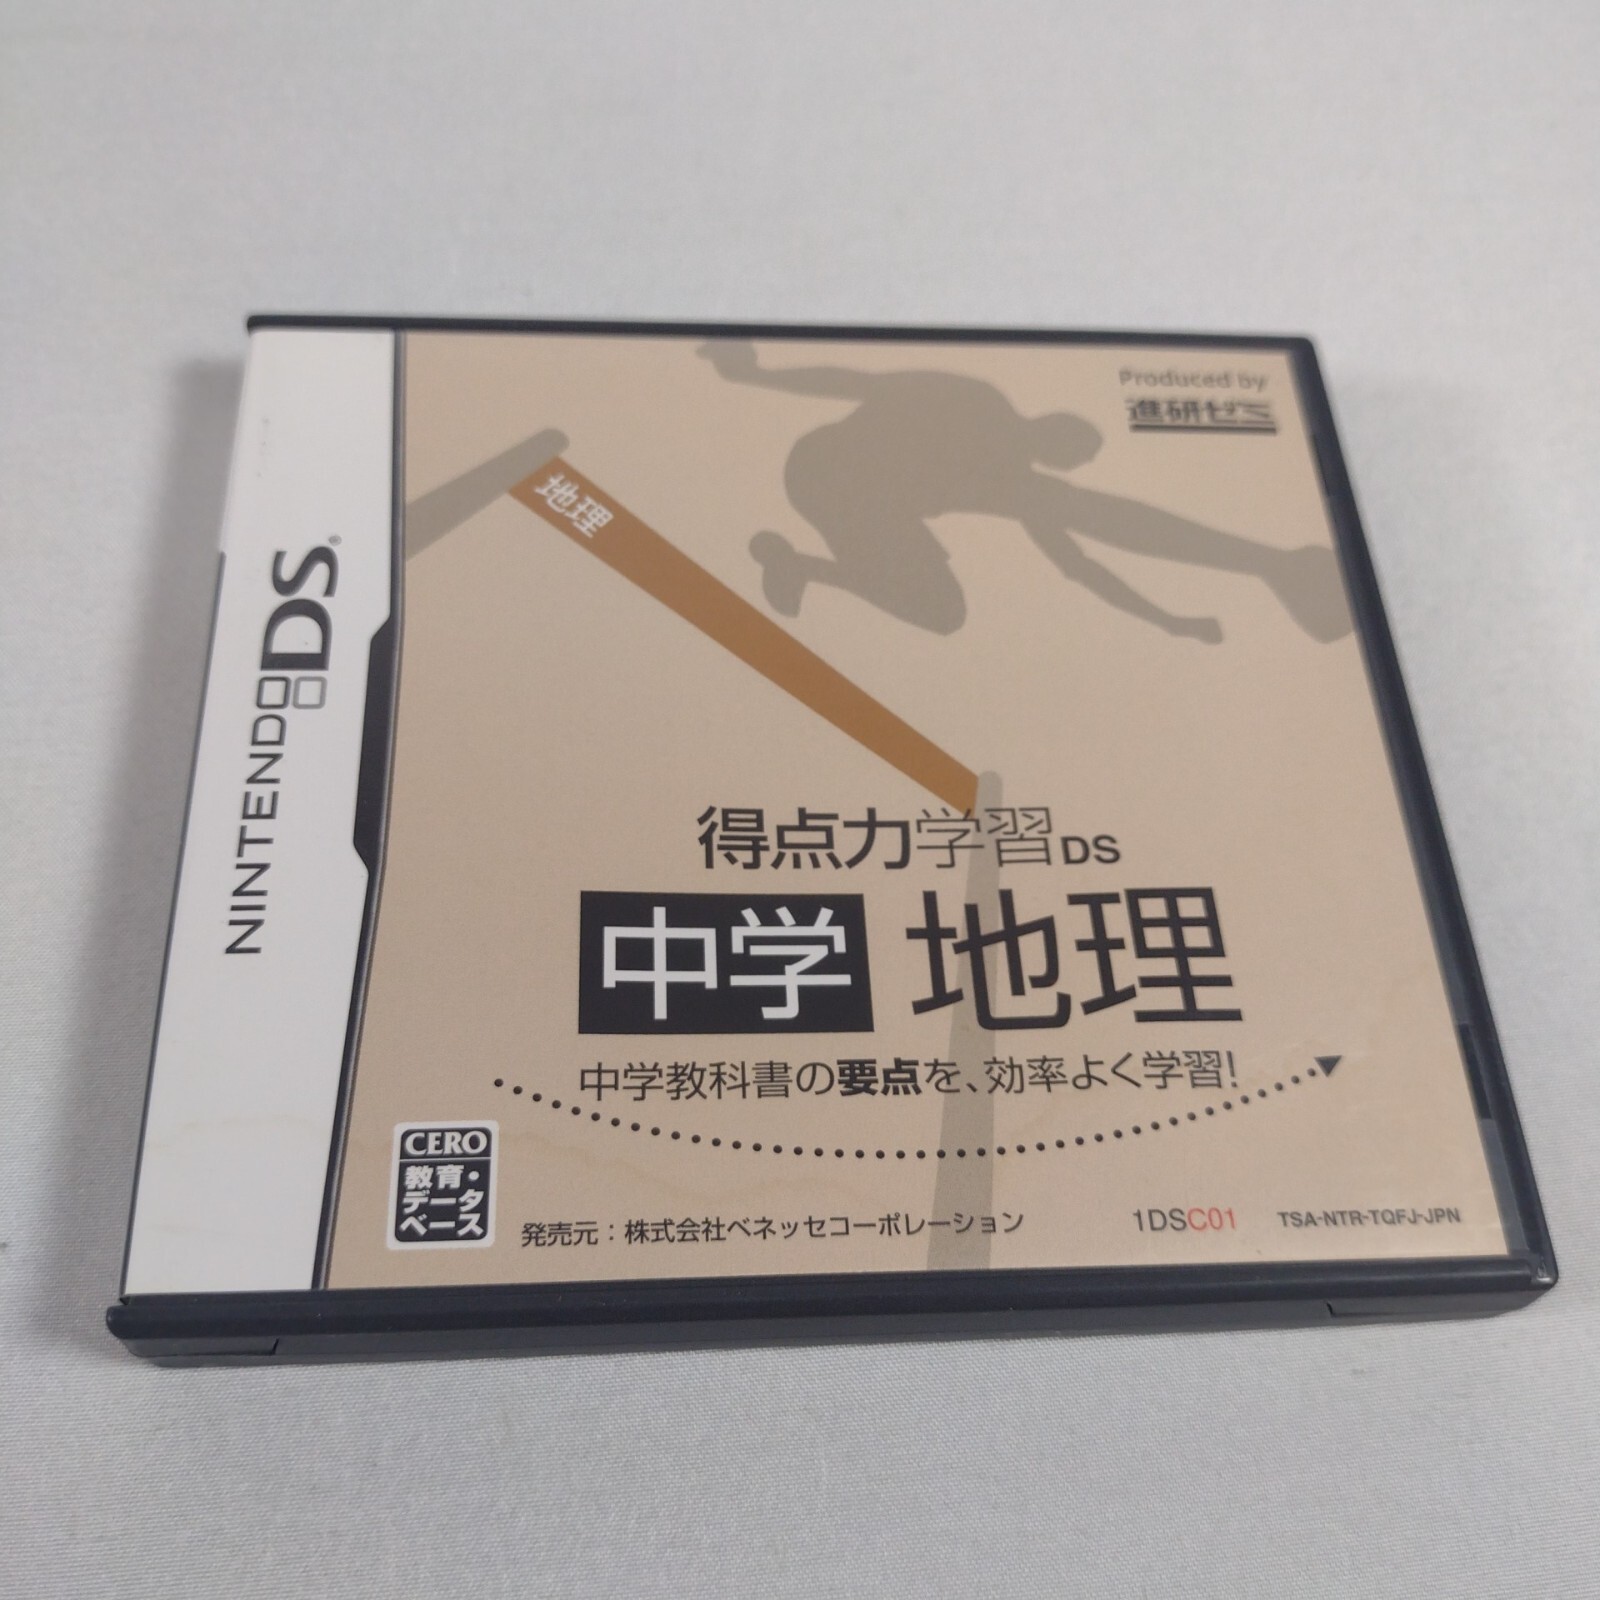 NINTENDO DS®
Produced by
進研ゼミ
地理
得点力学習DS
中学 地理
中学教科書の要点を、効率よく学習!
CERO
教育・
データ
ベース
発売元:株式会社ベネッセコーポレーション
1DSC01
TSA-NTR-TQFJ-JPN